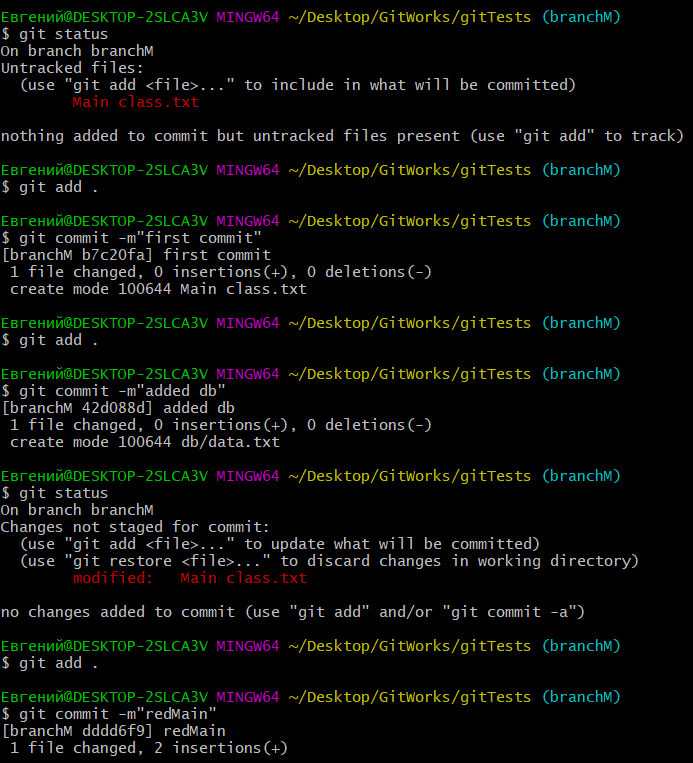 Евгений@DESKTOP-2SLCA3V MINGW64 ~/Desktop/GitWorks/gitTests (branchM)
$ git status
On branch branchM
Untracked files:
  (use "git add <file>..." to include in what will be committed)
        Main class.txt

nothing added to commit but untracked files present (use "git add" to track)

Евгений@DESKTOP-2SLCA3V MINGW64 ~/Desktop/GitWorks/gitTests (branchM)
$ git add .

Евгений@DESKTOP-2SLCA3V MINGW64 ~/Desktop/GitWorks/gitTests (branchM)
$ git commit -m"first commit"
[branchM b7c20fa] first commit
 1 file changed, 0 insertions(+), 0 deletions(-)
 create mode 100644 Main class.txt

Евгений@DESKTOP-2SLCA3V MINGW64 ~/Desktop/GitWorks/gitTests (branchM)
$ git add .

Евгений@DESKTOP-2SLCA3V MINGW64 ~/Desktop/GitWorks/gitTests (branchM)
$ git commit -m"added db"
[branchM 42d088d] added db
 1 file changed, 0 insertions(+), 0 deletions(-)
 create mode 100644 db/data.txt

Евгений@DESKTOP-2SLCA3V MINGW64 ~/Desktop/GitWorks/gitTests (branchM)
$ git status
On branch branchM
Changes not staged for commit:
  (use "git add <file>..." to update what will be committed)
  (use "git restore <file>..." to discard changes in working directory)
        modified:   Main class.txt

no changes added to commit (use "git add" and/or "git commit -a")

Евгений@DESKTOP-2SLCA3V MINGW64 ~/Desktop/GitWorks/gitTests (branchM)
$ git add .

Евгений@DESKTOP-2SLCA3V MINGW64 ~/Desktop/GitWorks/gitTests (branchM)
$ git commit -m"redMain"
[branchM dddd6f9] redMain
 1 file changed, 2 insertions(+)